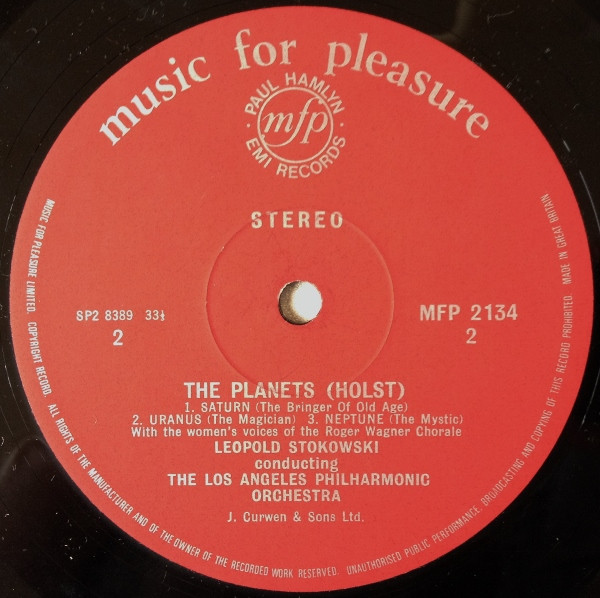 music for pleasure
· PAUL HAMLYN ·
mfp
EMI RECORDS
STEREO
SP2 8389 33⅓
2
MFP 2134
2
THE PLANETS (HOLST)
1. SATURN (The Bringer Of Old Age)
2. URANUS (The Magician) 3. NEPTUNE (The Mystic)
With the women's voices of the Roger Wagner Chorale
LEOPOLD STOKOWSKI
conducting
THE LOS ANGELES PHILHARMONIC
ORCHESTRA
J. Curwen & Sons Ltd.
MUSIC FOR PLEASURE LIMITED. COPYRIGHT RECORD. ALL RIGHTS OF THE MANUFACTURER AND OF THE OWNER OF THE RECORDED WORK RESERVED. UNAUTHORISED PUBLIC PERFORMANCE, BROADCASTING AND COPYING OF THIS RECORD PROHIBITED. MADE IN GREAT BRITAIN